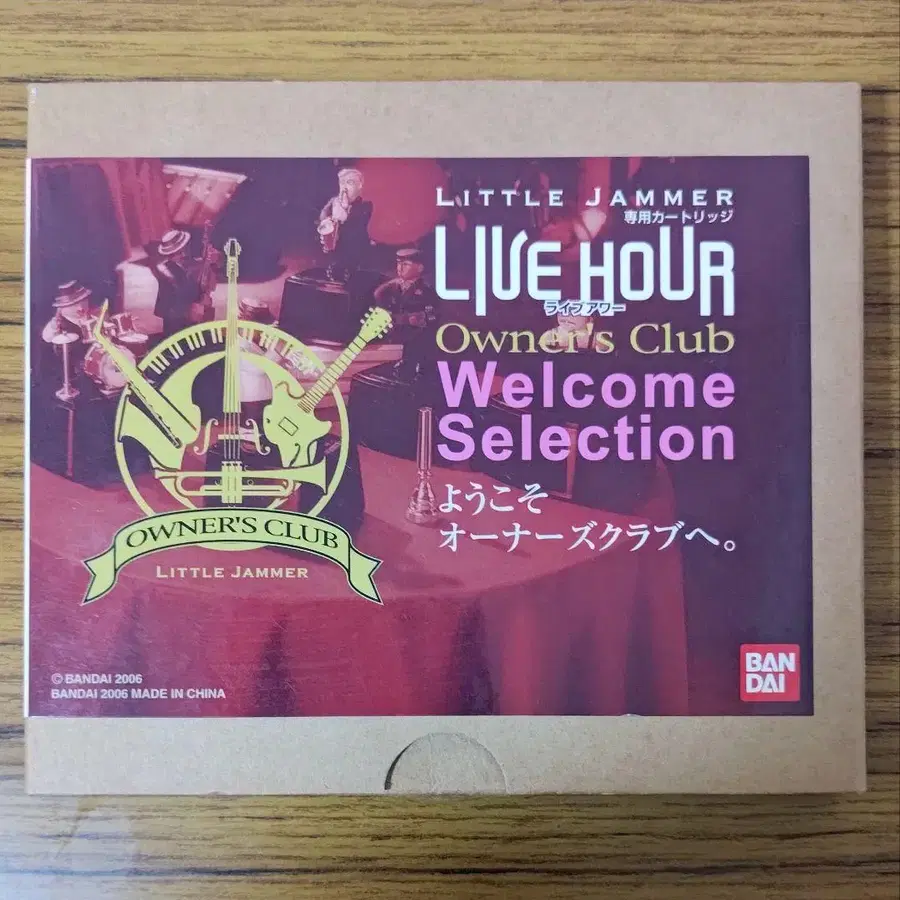 LITTLE JAMMER
専用カートリッジ
LIVE HOUR
ライブアワー
Owner's Club
Welcome
Selection
ようこそ
オーナーズクラブへ。
OWNER'S CLUB
LITTLE JAMMER
© BANDAI 2006
BANDAI 2006 MADE IN CHINA
BAN
DAI